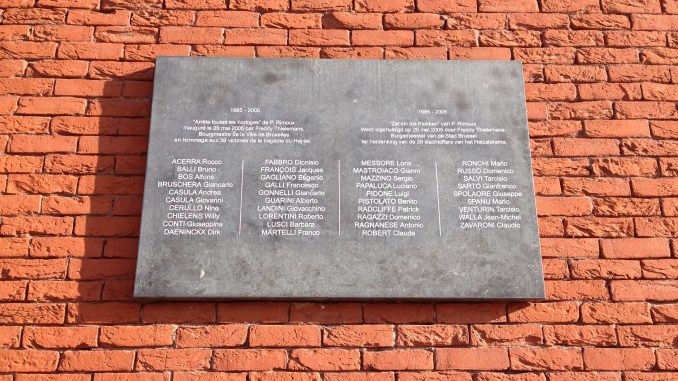 1985 - 2005
"Arrête toutes les horloges" de P. Rimoux
Inauguré le 29 mai 2005 par Freddy Thielemans,
Bourgmestre de la Ville de Bruxelles
en hommage aux 39 victimes de la tragédie du Heysel.
1985 - 2005
"Zet stil die Klokken" van P. Rimoux
Werd ingehuldigd op 29 mei 2005 door Freddy Thielemans,
Burgemeester van de Stad Brussel
ter herdenking van de 39 slachtoffers van het Heizeldrama.
ACERRA Rocco
BALLI Bruno
BOS Alfons
BRUSCHERA Giancarlo
CASULA Andrea
CASULA Giovanni
CERULLO Nino
CHIELENS Willy
CONTI Giuseppina
DAENINCKX Dirk
FABBRO Dionisio
FRANÇOIS Jacques
GAGLIANO Eugenio
GALLI Francesco
GONNELLI Giancarlo
GUARINI Alberto
LANDINI Giovacchino
LORENTINI Roberto
LUSCI Barbara
MARTELLI Franco
MESSORE Loris
MASTROIACO Gianni
MAZZINO Sergio
PAPALUCA Luciano
PIDONE Luigi
PISTOLATO Benito
RADCLIFFE Patrick
RAGAZZI Domenico
RAGNANESE Antonio
ROBERT Claude
RONCHI Mario
RUSSO Domenico
SALVI Tarcisio
SARTO Gianfranco
SPOLAORE Giuseppe
SPANU Mario
VENTURIN Tarcisio
WALLA Jean-Michel
ZAVARONI Claudio